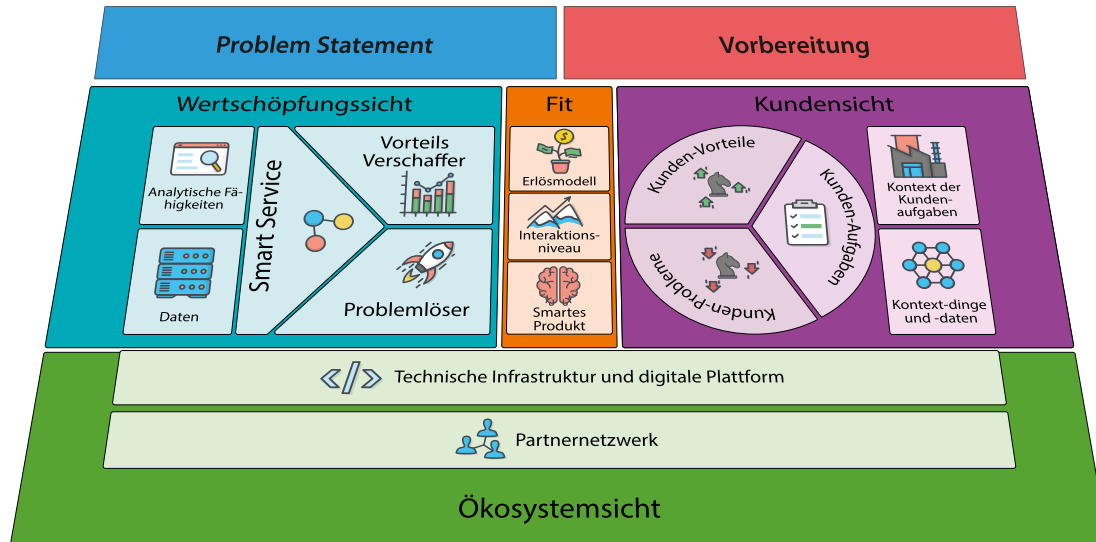 Problem Statement
Vorbereitung
Wertschöpfungssicht
Fit
Kundensicht
Analytische Fä-
higkeiten
Daten
Smart Service
Vorteils
Verschaffer
Problemlöser
Erlösmodell
Interaktions-
niveau
Smartes
Produkt
Kunden-Vorteile
Kunden-Probleme
Kunden-Aufgaben
Kontext der
Kunden-
aufgaben
Kontext-dinge
und -daten
Technische Infrastruktur und digitale Plattform
Partnernetzwerk
Ökosystemsicht